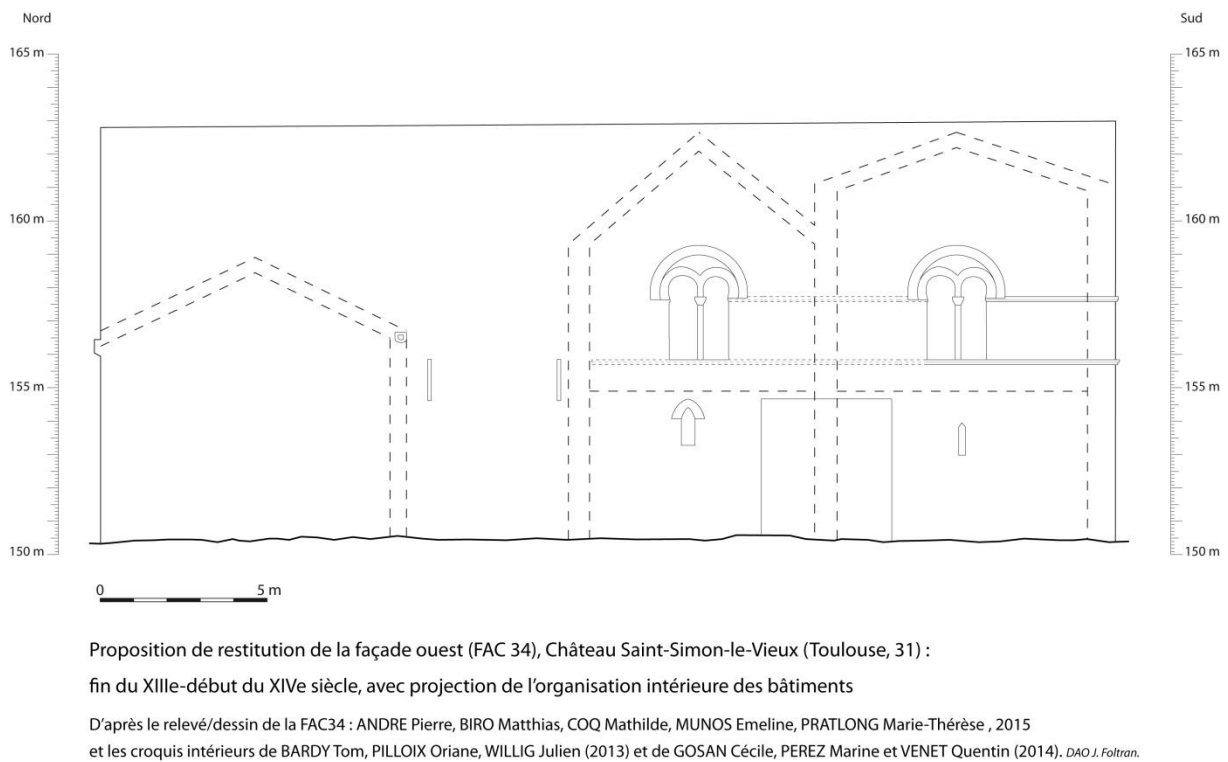 Nord
Sud
165 m
165 m
160 m
160 m
155 m
155 m
150 m
150 m
0
5 m
Proposition de restitution de la façade ouest (FAC 34), Château Saint-Simon-le-Vieux (Toulouse, 31) :
fin du XIIIe-début du XIVe siècle, avec projection de l’organisation intérieure des bâtiments
D’après le relevé/dessin de la FAC34 : ANDRE Pierre, BIRO Matthias, COQ Mathilde, MUNOS Emeline, PRATLONG Marie-Thérèse , 2015
et les croquis intérieurs de BARDY Tom, PILLOIX Oriane, WILLIG Julien (2013) et de GOSAN Cécile, PEREZ Marine et VENET Quentin (2014). DAO J. Foltran.